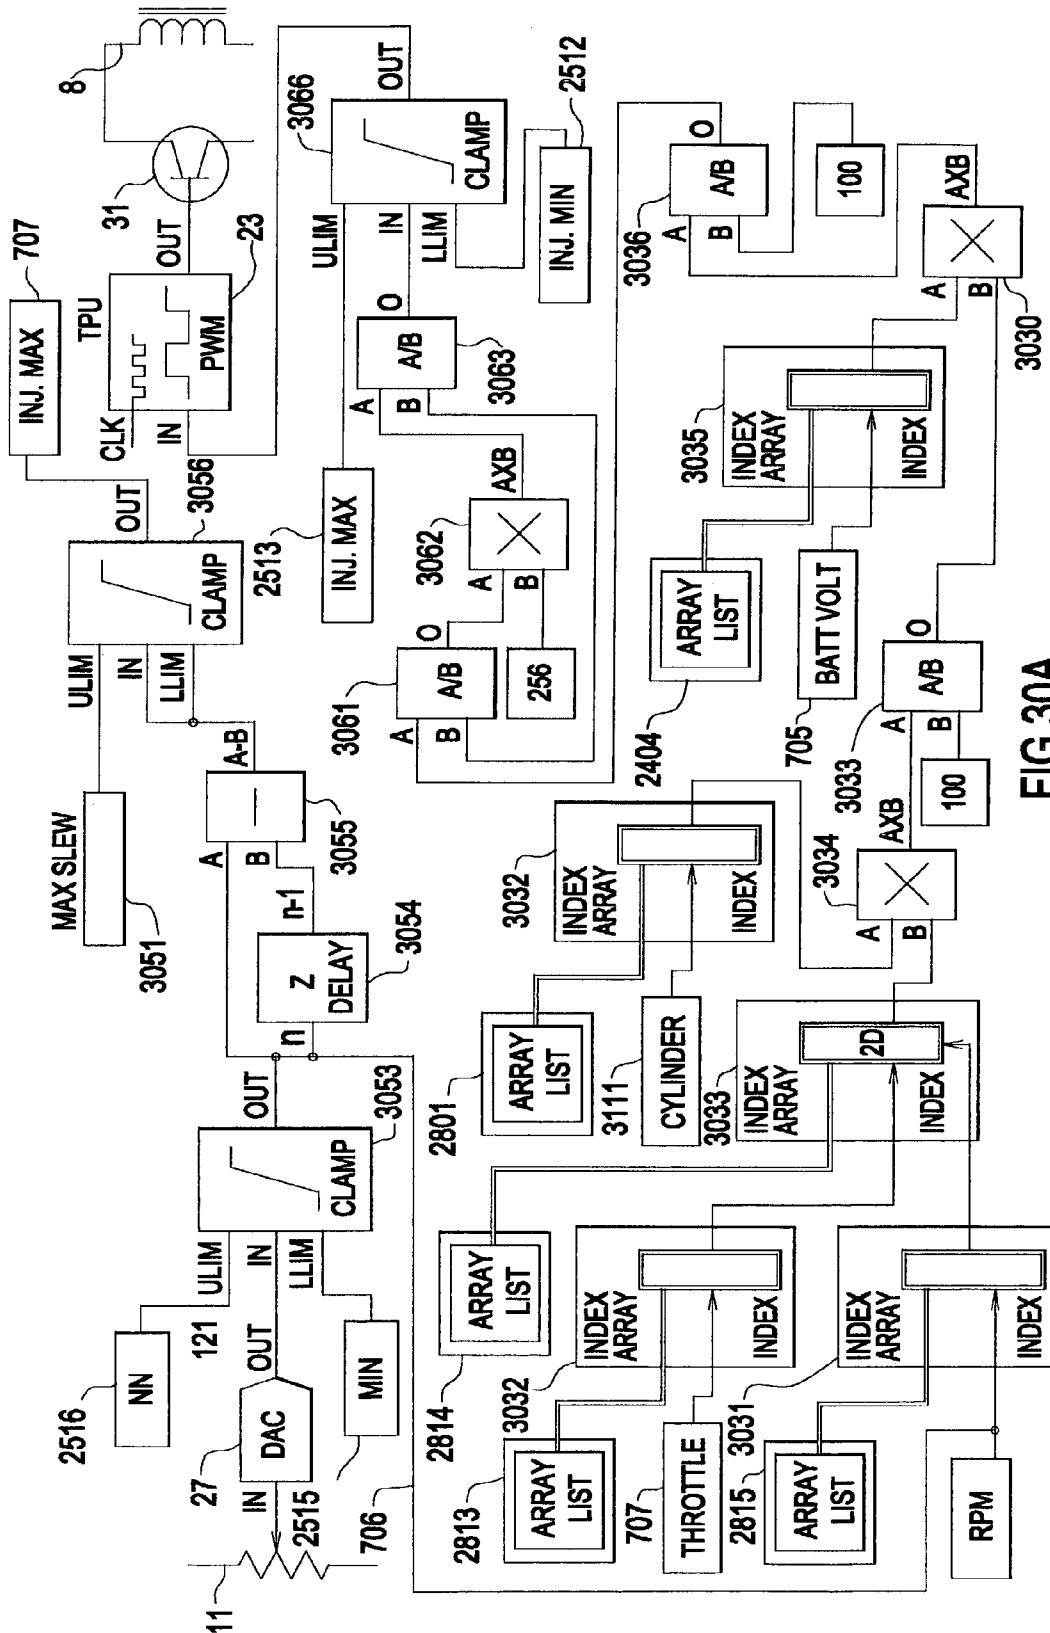 11
IN
27
DAC
OUT
2515
2516
NN
121
MIN
ULIM
IN
LLIM
CLAMP
OUT
3053
706
n
Z
DELAY
3054
n-1
A
B
3055
A-B
MAX SLEW
3051
ULIM
IN
LLIM
CLAMP
OUT
3056
INJ. MAX
707
CLK
IN
TPU
PWM
OUT
23
31
8
3061
A
B
A/B
O
256
3062
A
B
AXB
2513
INJ. MAX
A
B
A/B
O
3063
ULIM
IN
LLIM
CLAMP
OUT
3066
INJ. MIN
2512
2813
ARRAY
LIST
2814
ARRAY
LIST
2801
ARRAY
LIST
707
THROTTLE
3032
INDEX
ARRAY
INDEX
3111
CYLINDER
3032
INDEX
ARRAY
INDEX
2815
ARRAY
LIST
RPM
3031
INDEX
ARRAY
INDEX
3033
INDEX
ARRAY
INDEX
2D
3034
A
B
AXB
100
3033
A
B
A/B
O
2404
ARRAY
LIST
705
BATT VOLT
3035
INDEX
ARRAY
INDEX
3036
A
B
A/B
O
100
A
B
AXB
3030
FIG.30A